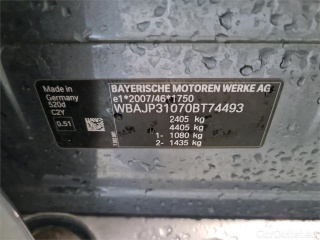 Made in
Germany
520d
C2Y
0.51
BAYERISCHE MOTOREN WERKE AG
e1*2007/46*1750
WBAJP31070BT74493
2405 kg
4405 kg
1- 1080 kg
2- 1435 kg